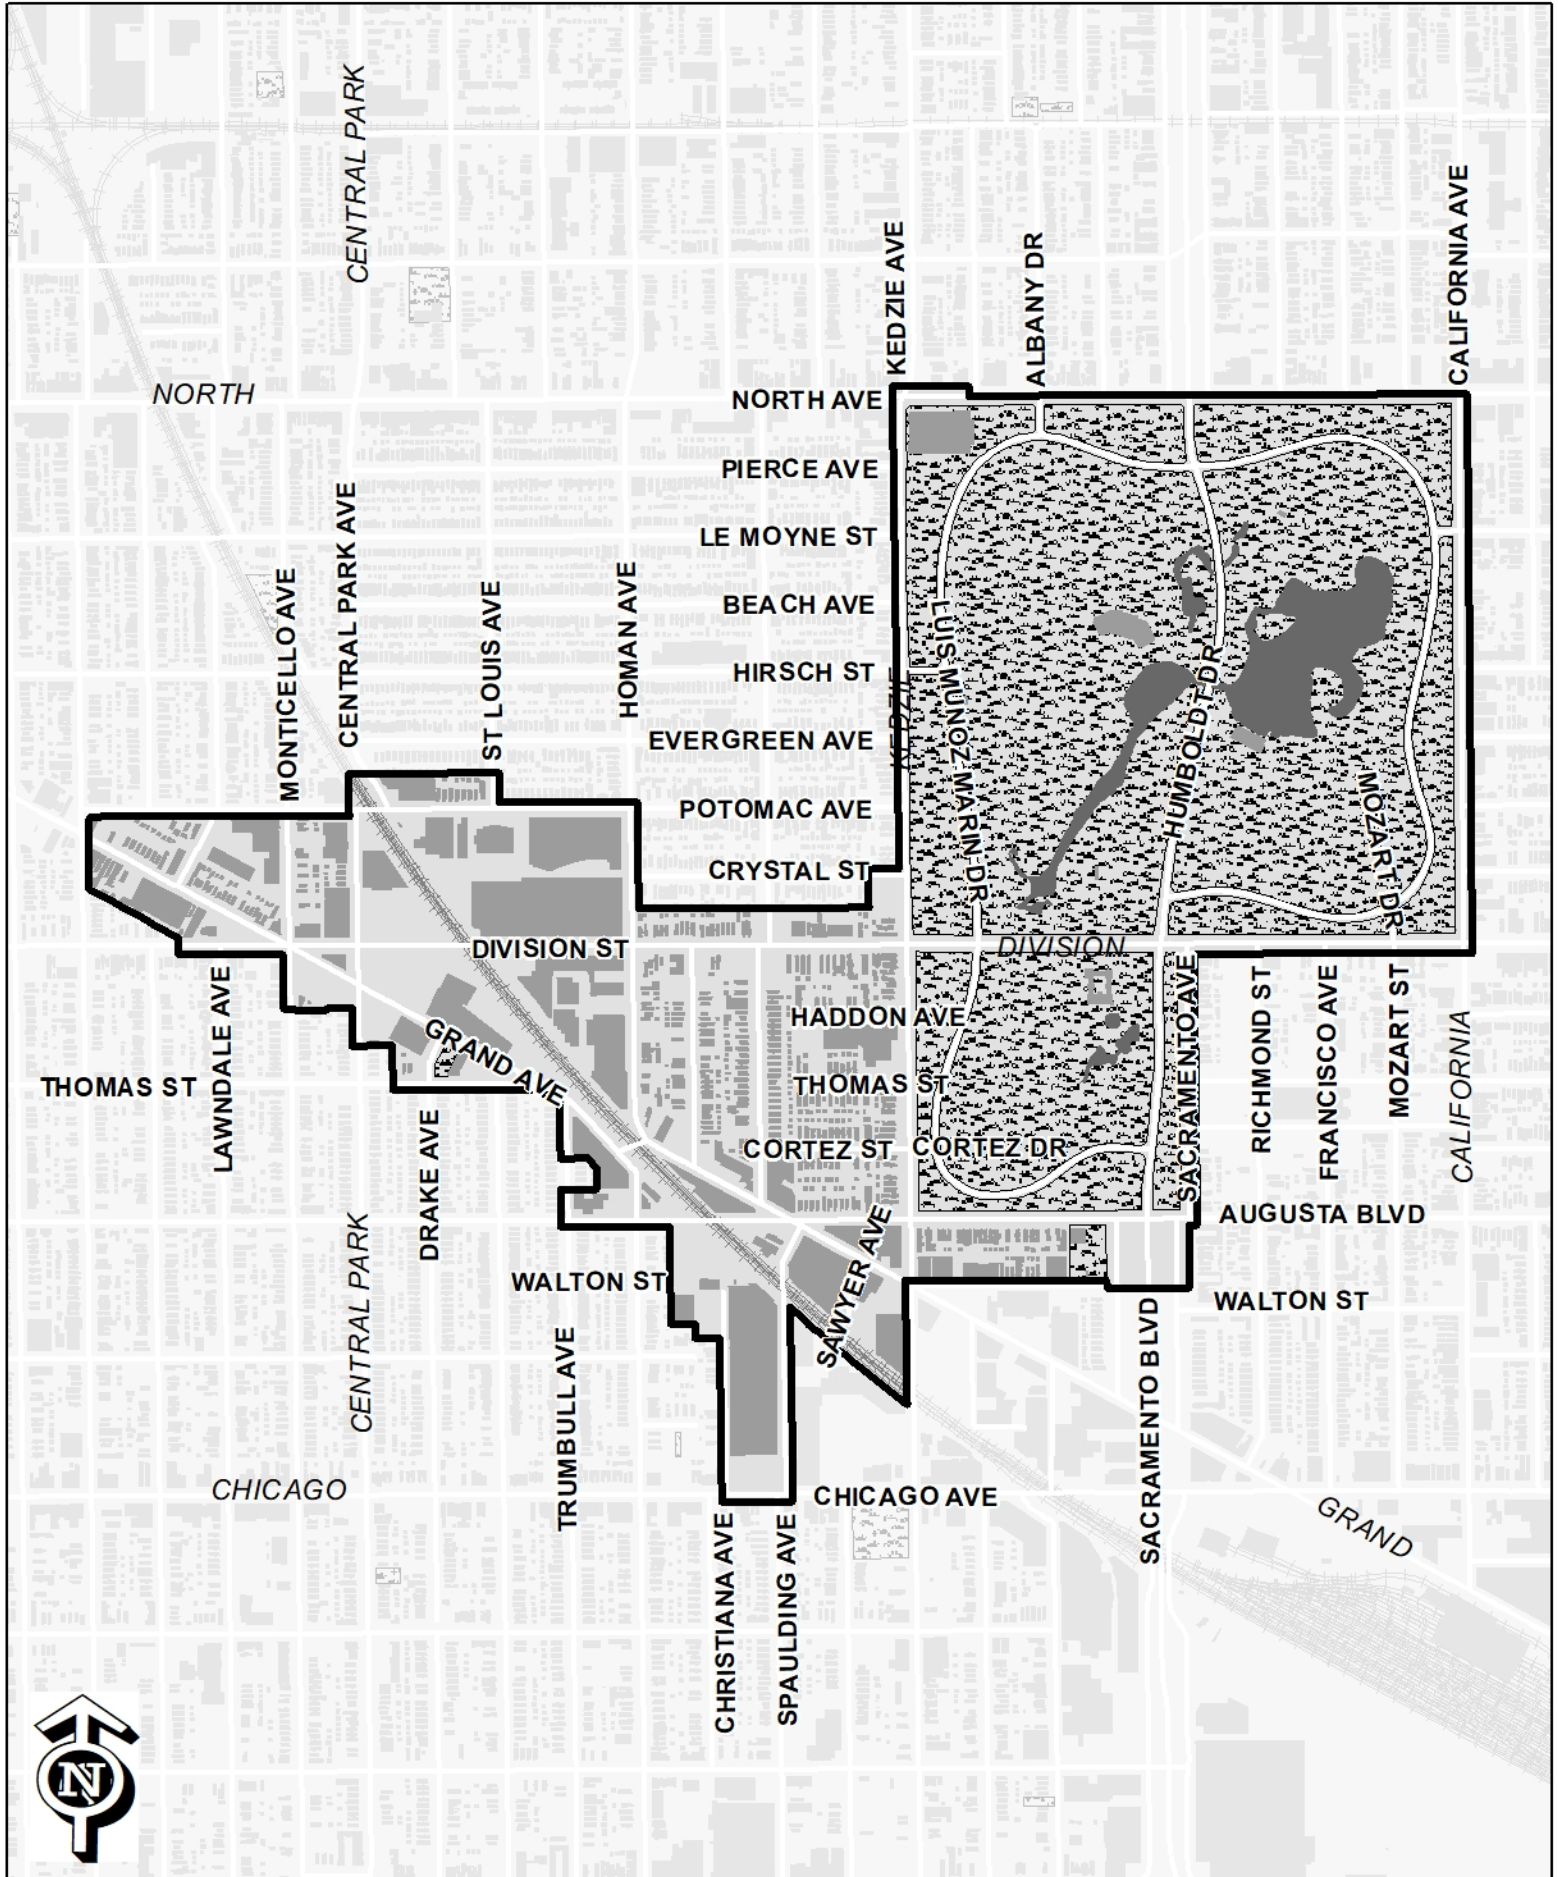 CENTRAL PARK
CALIFORNIA AVE
KEDZIE AVE
ALBANY DR
NORTH
NORTH AVE
PIERCE AVE
CENTRAL PARK AVE
LE MOYNE ST
MONTICELLO AVE
ST LOUIS AVE
HOMAN AVE
BEACH AVE
LUIS MUNOZ MARIN DR
HIRSCH ST
KEDZIE
HUMBOLDT DR
EVERGREEN AVE
MOZART DR
POTOMAC AVE
CRYSTAL ST
DIVISION ST
DIVISION
LAWNDALE AVE
SACRAMENTO AVE
RICHMOND ST
FRANCISCO AVE
MOZART ST
HADDON AVE
CALIFORNIA
GRAND AVE
THOMAS ST
THOMAS ST
DRAKE AVE
CORTEZ ST
CORTEZ DR
CENTRAL PARK
SAWYER AVE
AUGUSTA BLVD
WALTON ST
WALTON ST
TRUMBULL AVE
SACRAMENTO BLVD
CHICAGO
CHICAGO AVE
GRAND
CHRISTIANA AVE
SPAULDING AVE
N